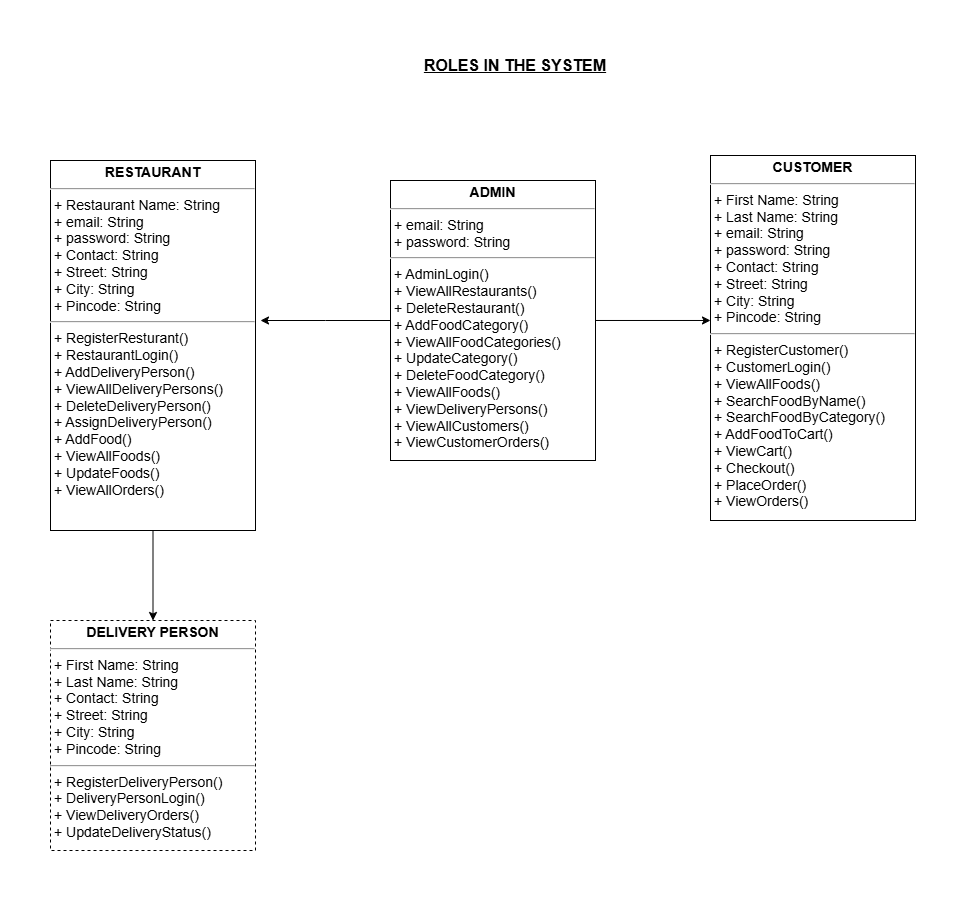 ROLES IN THE SYSTEM
RESTAURANT
+ Restaurant Name: String
+ email: String
+ password: String
+ Contact: String
+ Street: String
+ City: String
+ Pincode: String
+ RegisterResturant()
+ RestaurantLogin()
+ AddDeliveryPerson()
+ ViewAllDeliveryPersons()
+ DeleteDeliveryPerson()
+ AssignDeliveryPerson()
+ AddFood()
+ ViewAllFoods()
+ UpdateFoods()
+ ViewAllOrders()
ADMIN
+ email: String
+ password: String
+ AdminLogin()
+ ViewAllRestaurants()
+ DeleteRestaurant()
+ AddFoodCategory()
+ ViewAllFoodCategories()
+ UpdateCategory()
+ DeleteFoodCategory()
+ ViewAllFoods()
+ ViewDeliveryPersons()
+ ViewAllCustomers()
+ ViewCustomerOrders()
CUSTOMER
+ First Name: String
+ Last Name: String
+ email: String
+ password: String
+ Contact: String
+ Street: String
+ City: String
+ Pincode: String
+ RegisterCustomer()
+ CustomerLogin()
+ ViewAllFoods()
+ SearchFoodByName()
+ SearchFoodByCategory()
+ AddFoodToCart()
+ ViewCart()
+ Checkout()
+ PlaceOrder()
+ ViewOrders()
DELIVERY PERSON
+ First Name: String
+ Last Name: String
+ Contact: String
+ Street: String
+ City: String
+ Pincode: String
+ RegisterDeliveryPerson()
+ DeliveryPersonLogin()
+ ViewDeliveryOrders()
+ UpdateDeliveryStatus()